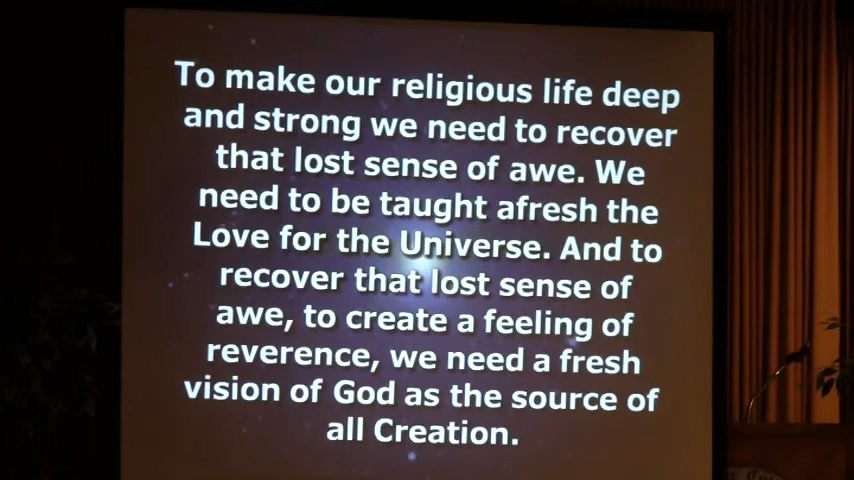 To make our religious life deep
and strong we need to recover
that lost sense of awe. We
need to be taught afresh the
Love for the Universe. And to
recover that lost sense of
awe, to create a feeling of
reverence, we need a fresh
vision of God as the source of
all Creation.